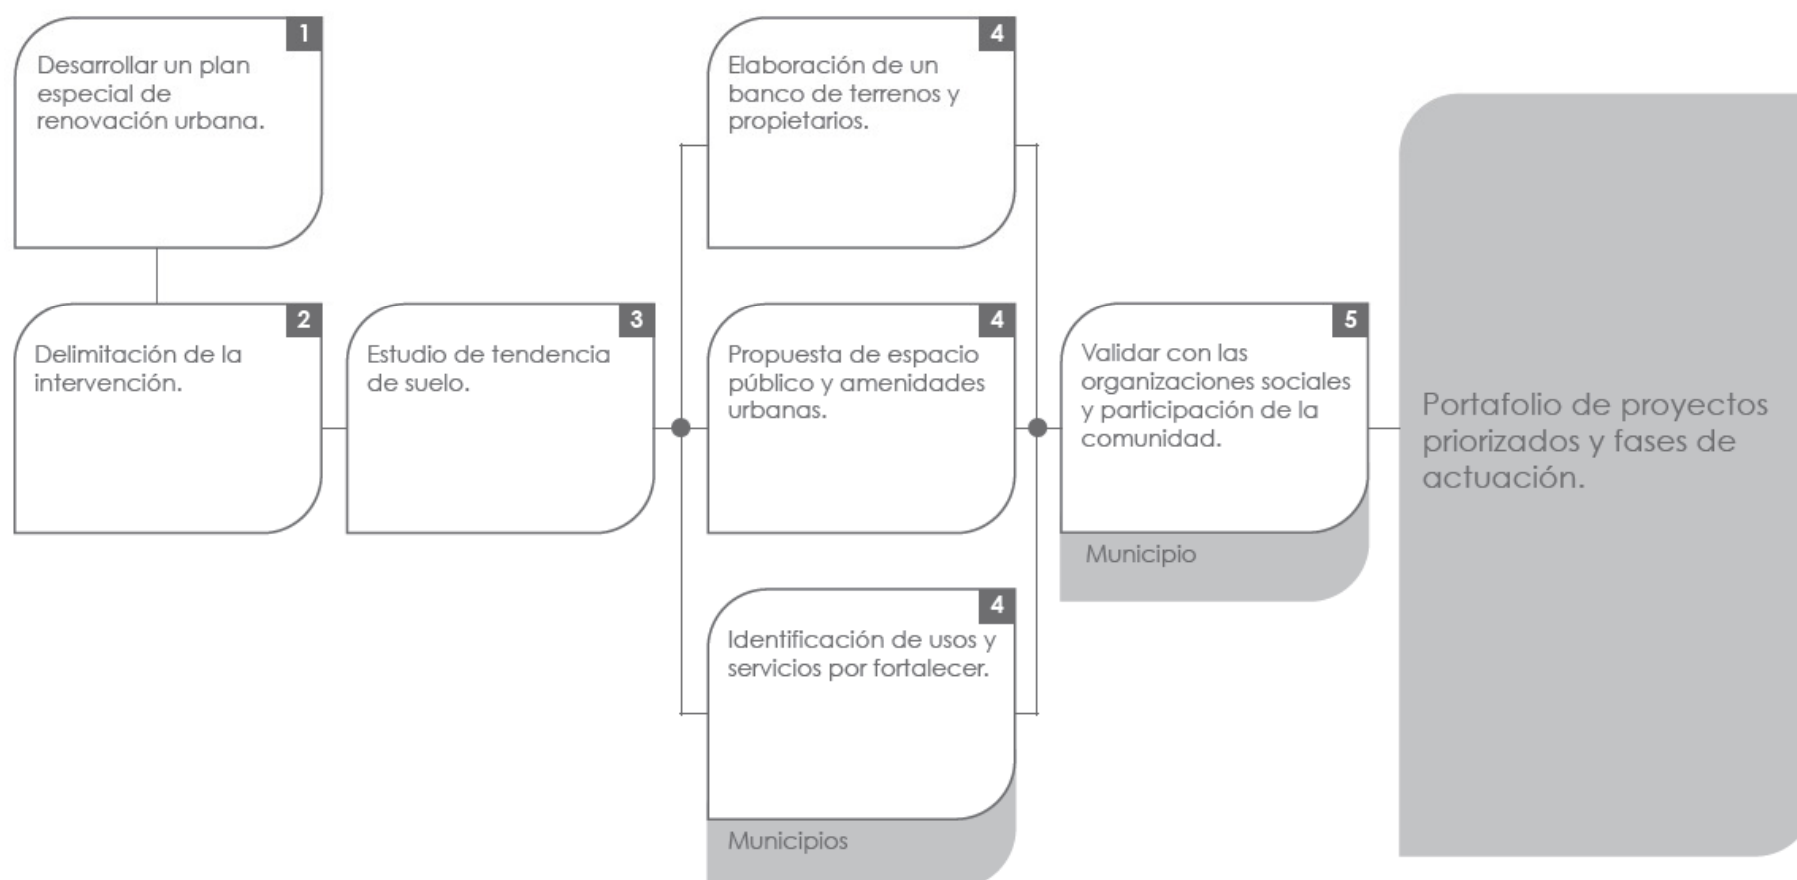 1
Desarrollar un plan
especial de
renovación urbana.
2
Delimitación de la
intervención.
3
Estudio de tendencia
de suelo.
4
Elaboración de un
banco de terrenos y
propietarios.
4
Propuesta de espacio
público y amenidades
urbanas.
4
Identificación de usos y
servicios por fortalecer.
Municipios
5
Validar con las
organizaciones sociales
y participación de la
comunidad.
Municipio
Portafolio de proyectos
priorizados y fases de
actuación.